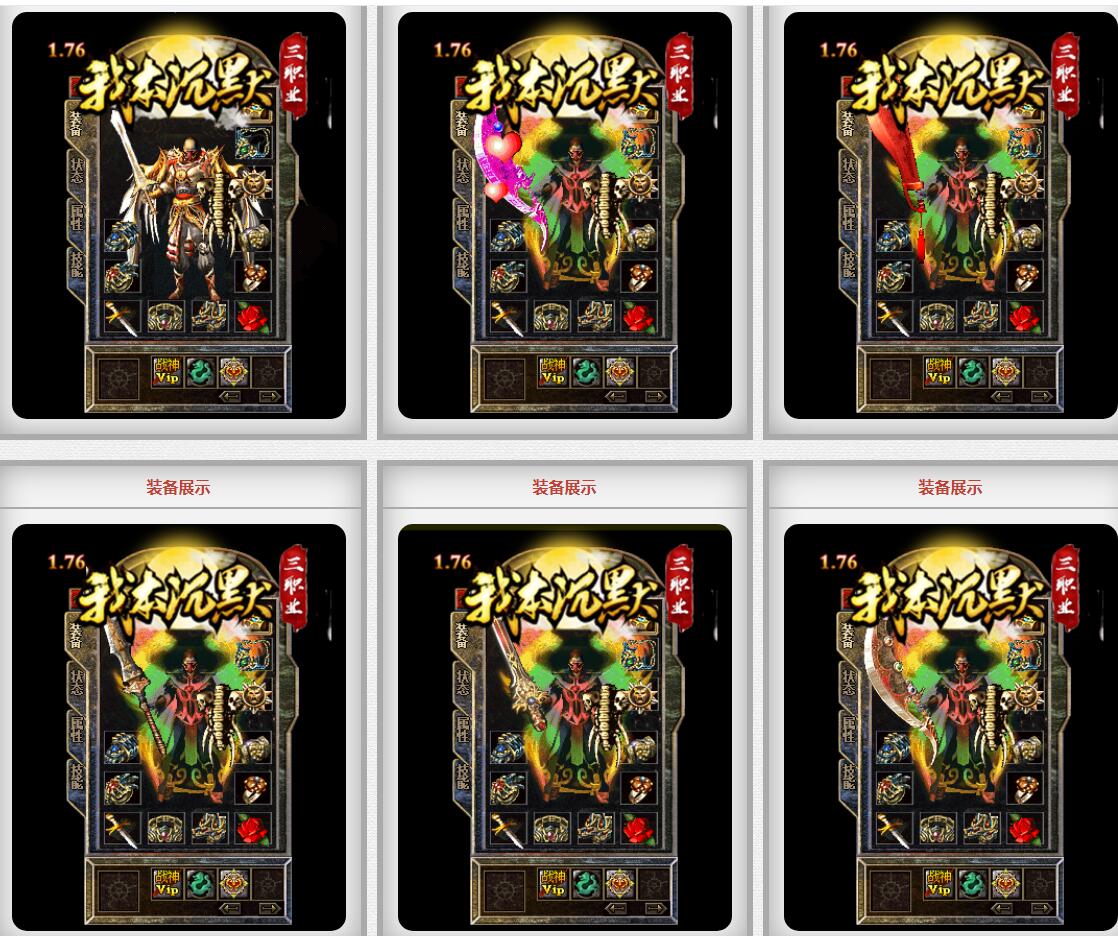 1.76
我本沉默
三职业
装备
状态
属性
技能
战神
Vip
1.76
我本沉默
三职业
装备
状态
属性
技能
战神
Vip
1.76
我本沉默
三职业
装备
状态
属性
技能
战神
Vip
装备展示
装备展示
装备展示
1.76
我本沉默
三职业
装备
状态
属性
技能
战神
Vip
1.76
我本沉默
三职业
装备
状态
属性
技能
战神
Vip
1.76
我本沉默
三职业
装备
状态
属性
技能
战神
Vip